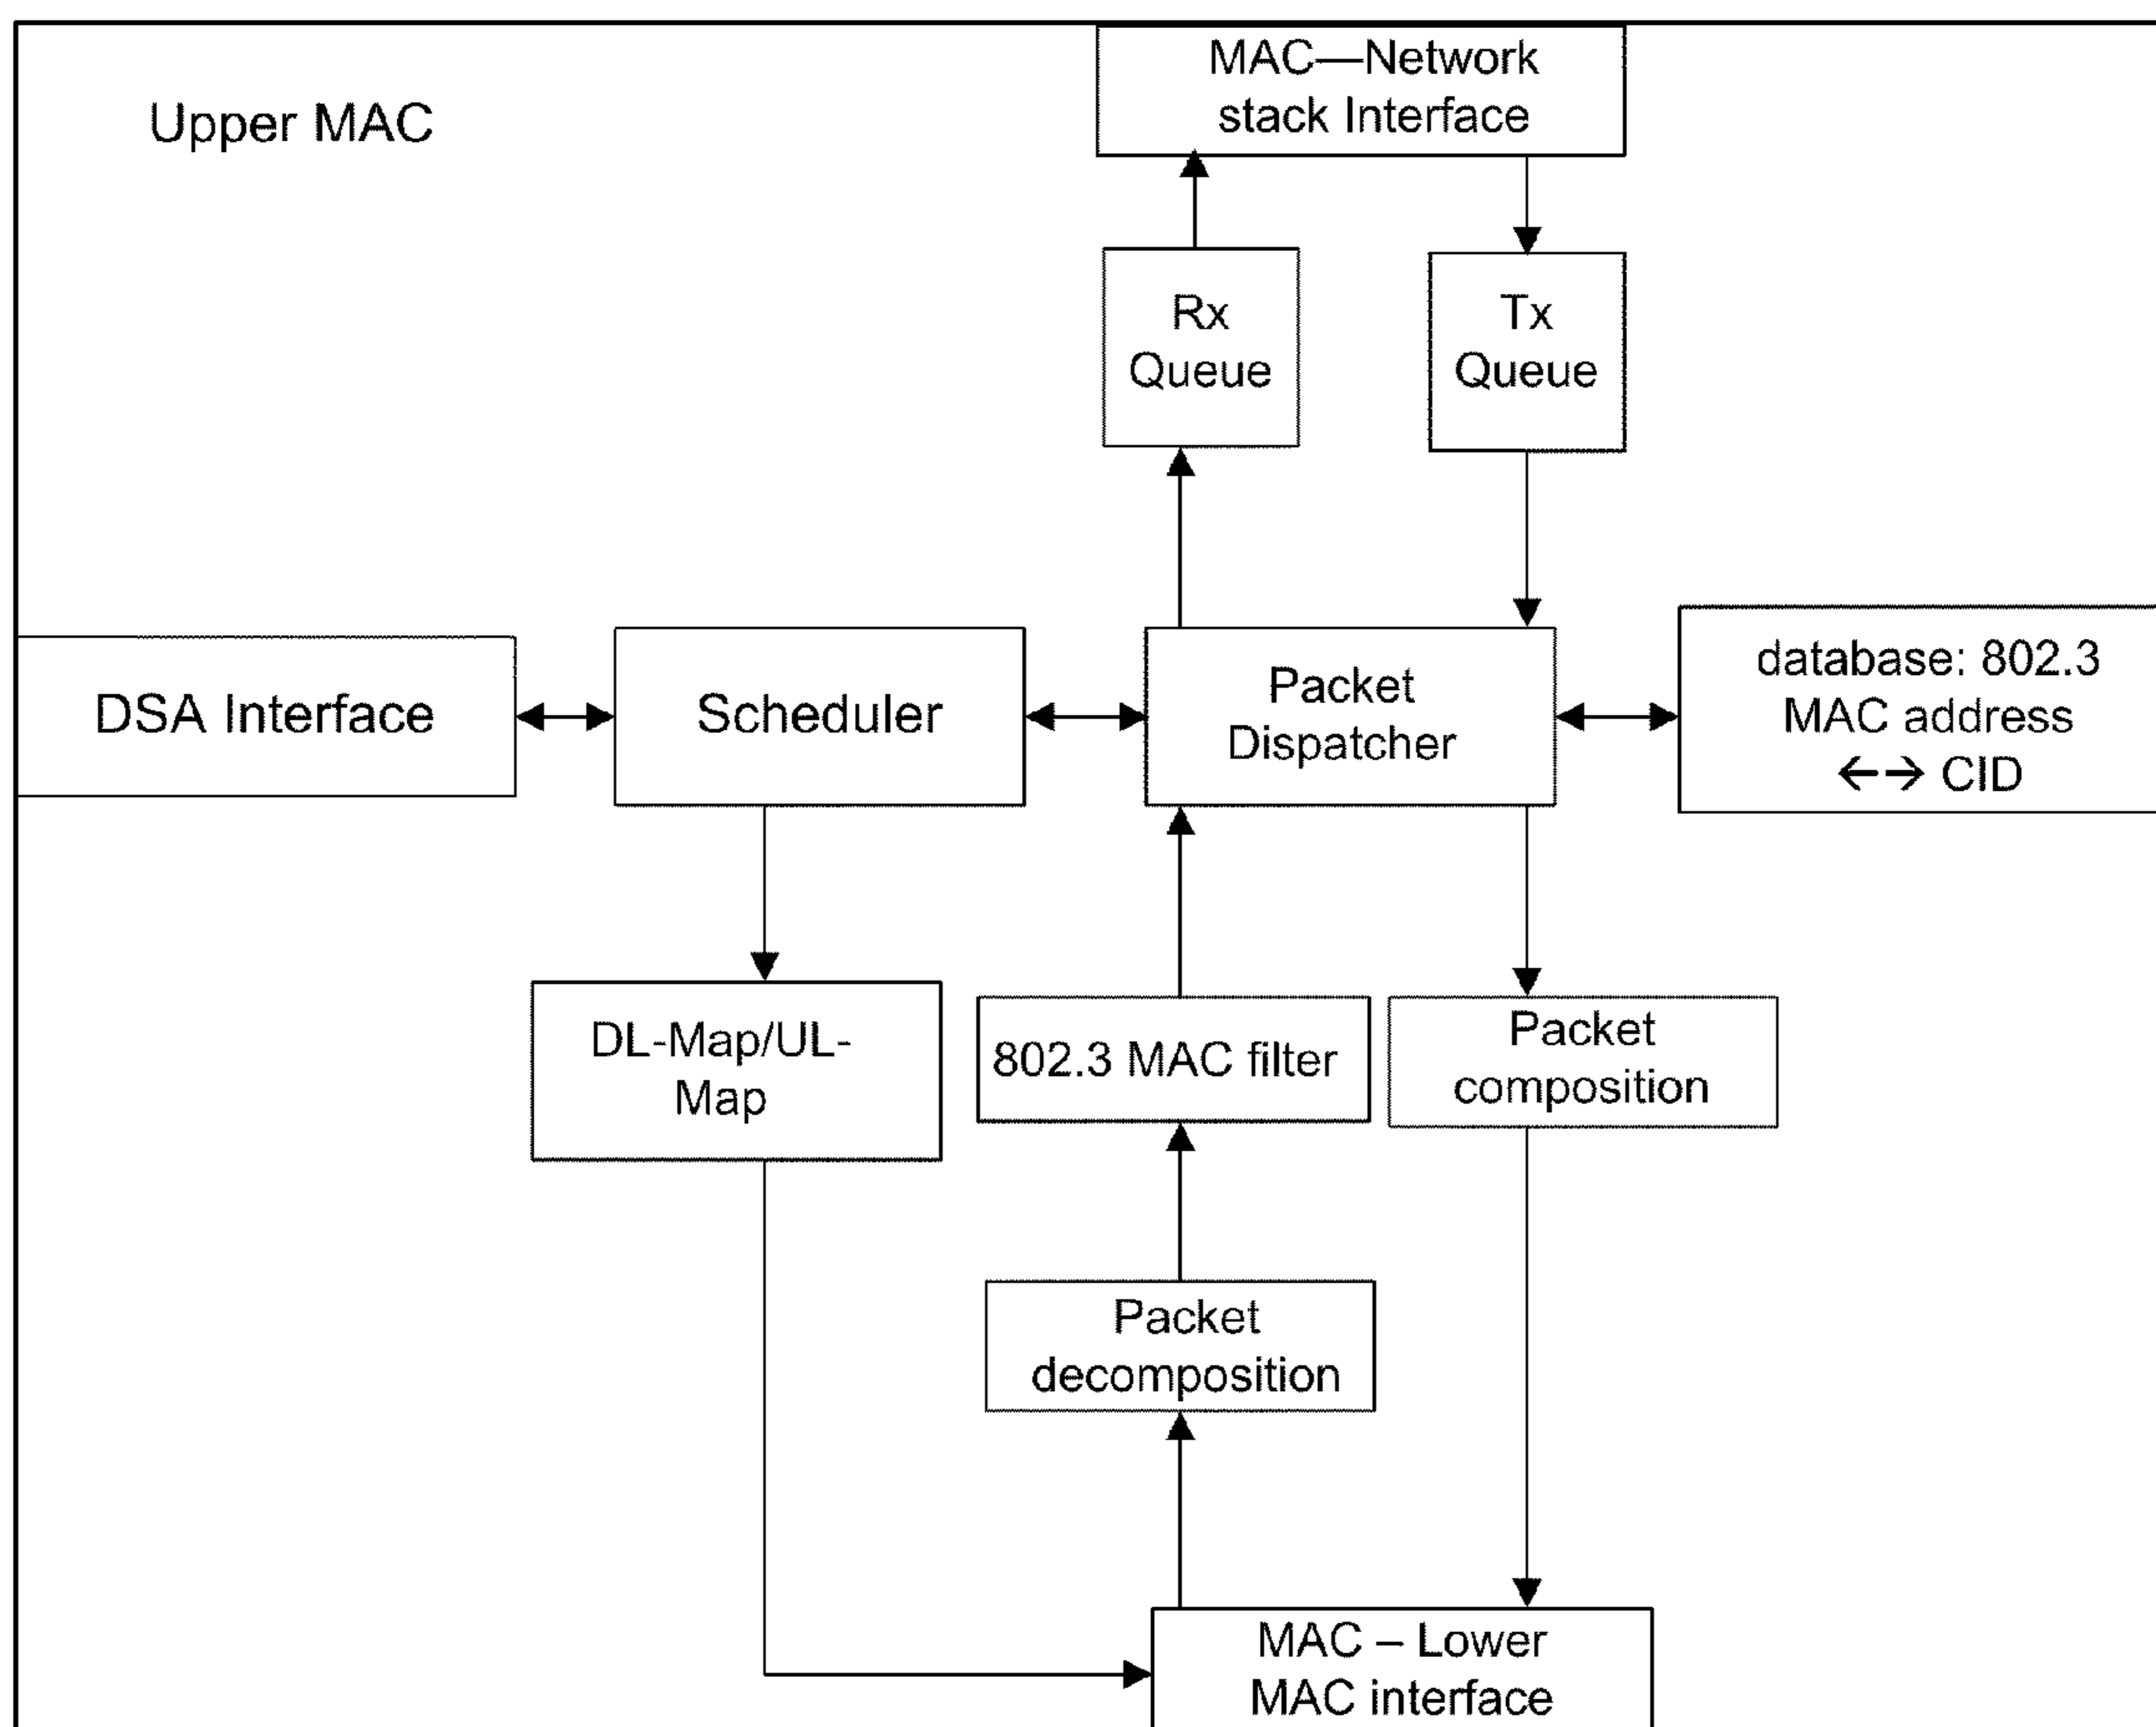 MAC—Network
stack Interface
Upper MAC
Rx
Queue
Tx
Queue
DSA Interface
Scheduler
Packet
Dispatcher
database: 802.3
MAC address
←→ CID
DL-Map/UL-
Map
802.3 MAC filter
Packet
composition
Packet
decomposition
MAC – Lower
MAC interface